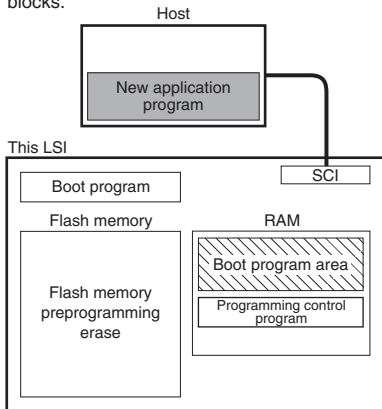 blocks.
Host
New application
program
This LSI
SCI
Boot program
Flash memory
RAM
Flash memory
preprogramming
erase
Boot program area
Programming control
program